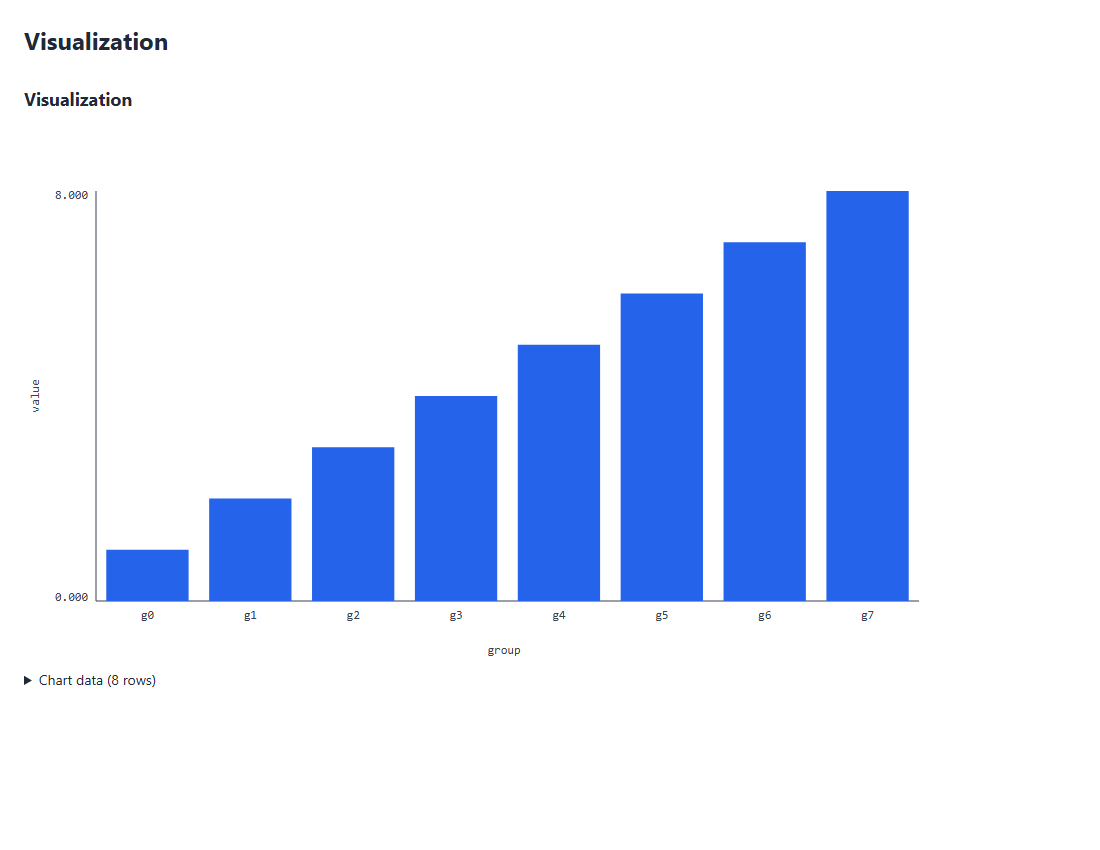 Visualization
Visualization
8.000
value
0.000
g0 g1 g2 g3 g4 g5 g6 g7
group
Chart data (8 rows)